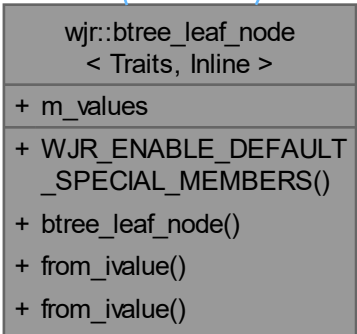 wjr::btree_leaf_node
< Traits, Inline >
+ m_values
+ WJR_ENABLE_DEFAULT
_SPECIAL_MEMBERS()
+ btree_leaf_node()
+ from_ivalue()
+ from_ivalue()